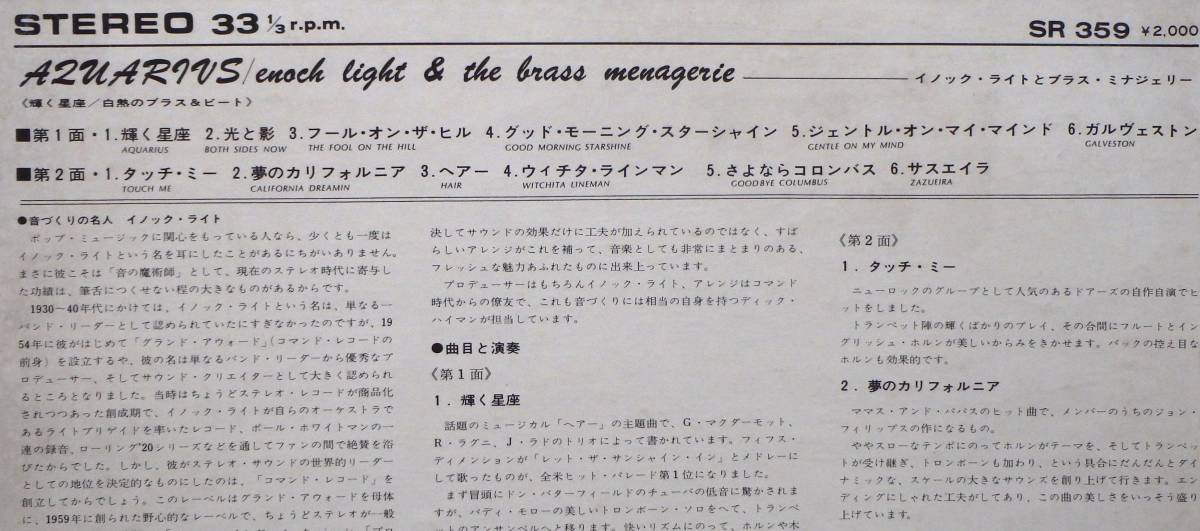 STEREO 33 1/3 r.p.m.
SR 359 ¥2,000
AQUARIUS/enoch light & the brass menagerie
イノック・ライトとブラス・ミナジェリー
《輝く星座/白熱のブラス&ビート》
■第1面・1.輝く星座 2.光と影 3.フール・オン・ザ・ヒル 4.グッド・モーニング・スターシャイン 5.ジェントル・オン・マイ・マインド 6.ガルヴェストン
AQUARIUS BOTH SIDES NOW THE FOOL ON THE HILL GOOD MORNING STARSHINE GENTLE ON MY MIND GALVESTON
■第2面・1.タッチ・ミー 2.夢のカリフォルニア 3.ヘアー 4.ウイチタ・ラインマン 5.さよならコロンバス 6.サスエイラ
TOUCH ME CALIFORNIA DREAMIN HAIR WITCHITA LINEMAN GOODBYE COLUMBUS ZAZUEIRA
●音づくりの名人 イノック・ライト
ポップ・ミュージックに関心をもっている人なら、少くとも一度は
イノック・ライトという名を耳にしたことがあるにちがいありません。
まさに彼こそは「音の魔術師」として、現在のステレオ時代に寄与し
た功績は、筆舌につくせない程の大きなものがあるからです。
1930―40年代にかけては、イノック・ライトという名は、単なる一
バンド・リーダーとして認められていたにすぎなかったのですが、19
54年に彼がはじめて「グランド・アウォード」(コマンド・レコードの
前身)を設立するや、彼の名は単なるバンド・リーダーから優秀なプ
ロデューサー、そしてサウンド・クリエイターとして大きく認められ
るところとなりました。当時はちょうどステレオ・レコードが商品化
されつつあった創成期で、イノック・ライトが自らのオーケストラで
あるライトブリゲイドを率いたレコード、ポール・ホワイトマンの一
連の録音、ローリング'20シリーズなどを通してファンの間で絶賛を浴
びたからでした。しかし、彼がステレオ・サウンドの世界的リーダー
としての地位を決定的なものにしたのは、「コマンド・レコード」を
創立してからでしょう。このレーベルはグランド・アウォードを母体
に、1959年に創られた野心的なレーベルで、ちょうどステレオが一般
決してサウンドの効果だけに工夫が加えられているのではなく、すば
らしいアレンジがこれを補って、音楽としても非常にまとまりのある、
フレッシュな魅力あふれたものに出来上っています。
プロデューサーはもちろんイノック・ライト、アレンジはコマンド
時代からの僚友で、これも音づくりには相当の自身を持つディック・
ハイマンが担当しています。
●曲目と演奏
《第1面》
1.輝く星座
話題のミュージカル「ヘアー」の主題曲で、G・マクダーモット、
R・ラグニ、J・ラドのトリオによって書かれています。フィフス・
ディメンションが「レット・ザ・サンシャイン・イン」とメドレーに
して歌ったものが、全米ヒット・パレード第1位になりました。
まず冒頭にドン・バターフィールドのチューバの低音に驚かされま
すが、バディ・モローの美しいトロンボーン・ソロをへて、トランペ
ットのアンサンベルへと移ります。快いリズムにのって、ホルンや木
《第2面》
1.タッチ・ミー
ニューロックのグループとして人気のあるドアーズの自作自演でヒ
ットをしました。
トランペット陣の輝くばかりのプレイ、その合間にフルートとイン
グリッシュ・ホルンが美しいからみをきかせます。バックの控え目な
ホルンも効果的です。
2.夢のカリフォルニア
ママス・アンド・パパスのヒット曲で、メンバーのうちのジョン・
フィリップスの作になるもの。
ややスローなテンポにのってホルンがテーマを、そしてトランペッ
トが受け継ぎ、トロンボーンも加わり、という具合にだんだんとダイ
ナミックな、スケールの大きなサウンズを創り上げて行きます。エン
ディングにしゃれた工夫がしてあり、この曲の美しさをいっそう盛り
上げています。